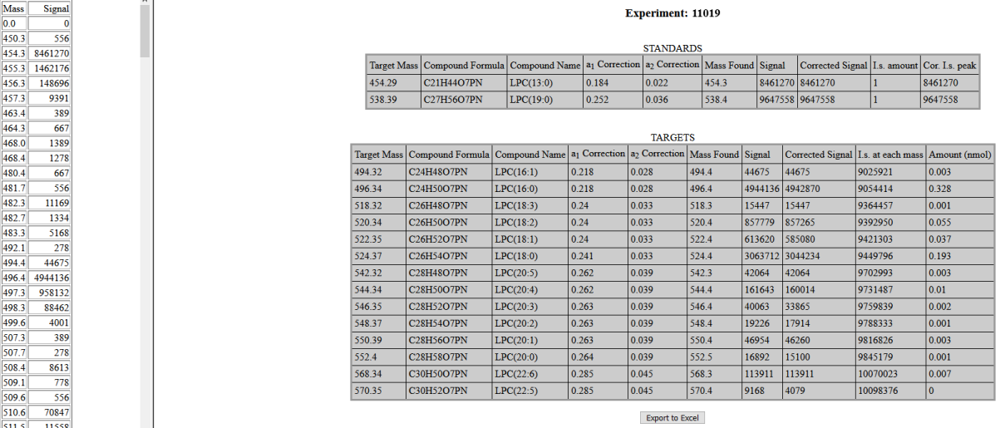 Mass Signal
0.0 0
450.3 556
454.3 8461270
455.3 1462176
456.3 148696
457.3 9391
463.4 389
464.3 667
468.0 1389
468.4 1278
480.4 667
481.7 556
482.3 11169
482.7 1334
483.3 5168
492.1 278
494.4 44675
496.4 4944136
497.3 958132
498.3 88462
499.6 4001
507.3 389
507.7 278
508.4 8613
509.1 778
509.6 556
510.6 70847
511.5 11558
Experiment: 11019
STANDARDS
Target Mass Compound Formula Compound Name a1 Correction a2 Correction Mass Found Signal Corrected Signal I.s. amount Cor. I.s. peak
454.29 C21H44O7PN LPC(13:0) 0.184 0.022 454.3 8461270 8461270 1 8461270
538.39 C27H56O7PN LPC(19:0) 0.252 0.036 538.4 9647558 9647558 1 9647558
TARGETS
Target Mass Compound Formula Compound Name a1 Correction a2 Correction Mass Found Signal Corrected Signal I.s. at each mass Amount (nmol)
494.32 C24H48O7PN LPC(16:1) 0.218 0.028 494.4 44675 44675 9025921 0.003
496.34 C24H50O7PN LPC(16:0) 0.218 0.028 496.4 4944136 4942870 9054414 0.328
518.32 C26H48O7PN LPC(18:3) 0.24 0.033 518.3 15447 15447 9364457 0.001
520.34 C26H50O7PN LPC(18:2) 0.24 0.033 520.4 857779 857265 9392950 0.055
522.35 C26H52O7PN LPC(18:1) 0.24 0.033 522.4 613620 585080 9421303 0.037
524.37 C26H54O7PN LPC(18:0) 0.241 0.033 524.4 3063712 3044234 9449796 0.193
542.32 C28H48O7PN LPC(20:5) 0.262 0.039 542.3 42064 42064 9702993 0.003
544.34 C28H50O7PN LPC(20:4) 0.262 0.039 544.4 161643 160014 9731487 0.01
546.35 C28H52O7PN LPC(20:3) 0.263 0.039 546.4 40063 33865 9759839 0.002
548.37 C28H54O7PN LPC(20:2) 0.263 0.039 548.4 19226 17914 9788333 0.001
550.39 C28H56O7PN LPC(20:1) 0.263 0.039 550.4 46954 46260 9816826 0.003
552.4 C28H58O7PN LPC(20:0) 0.264 0.039 552.5 16892 15100 9845179 0.001
568.34 C30H50O7PN LPC(22:6) 0.285 0.045 568.3 113911 113911 10070023 0.007
570.35 C30H52O7PN LPC(22:5) 0.285 0.045 570.4 9168 4079 10098376 0
Export to Excel